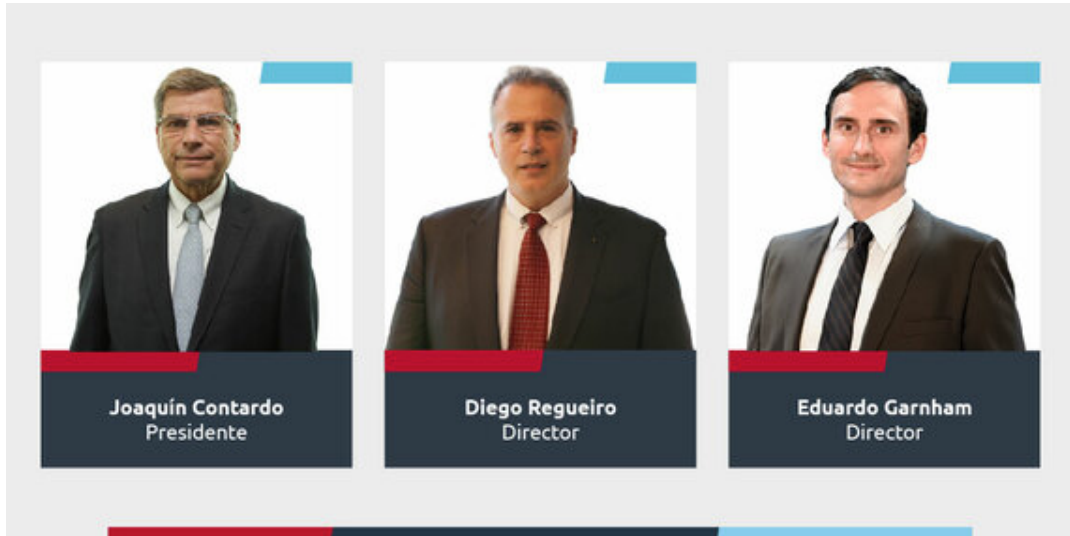 Joaquín Contardo
Presidente
Diego Regueiro
Director
Eduardo Garnham
Director